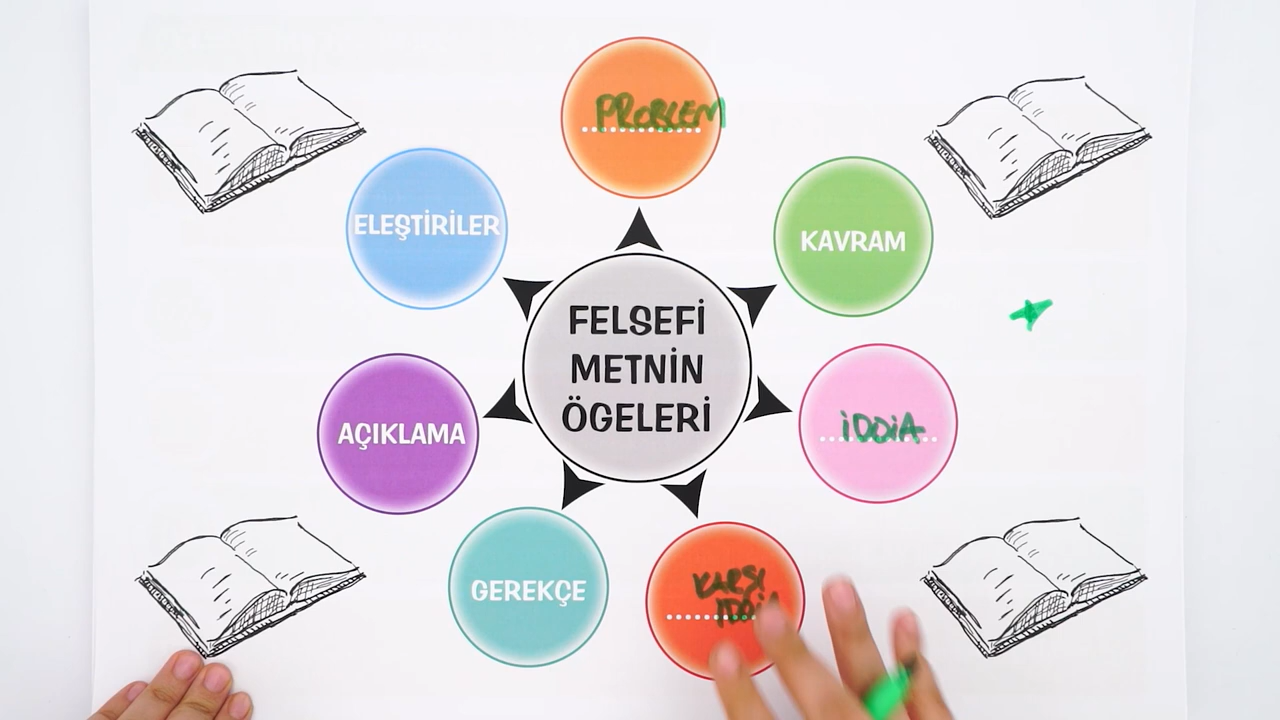 PROBLEM
ELEŞTİRİLER
KAVRAM
FELSEFİ
METNİN
ÖGELERİ
İDDİA
AÇIKLAMA
GEREKÇE
KARŞI
İDDİA